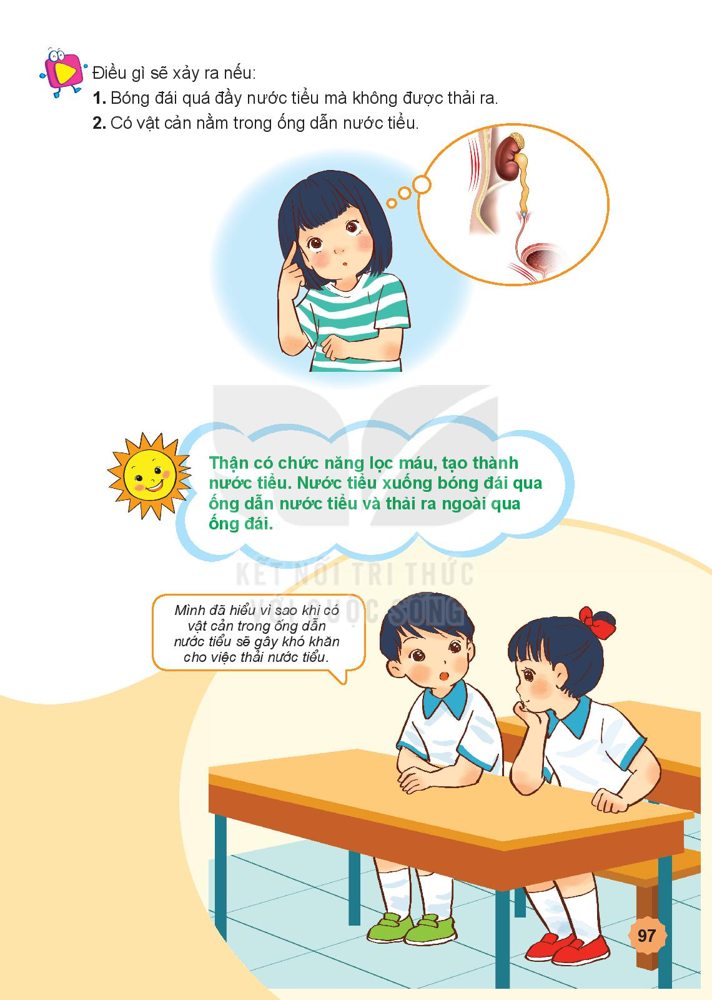 Điều gì sẽ xảy ra nếu:
1. Bóng đái quá đầy nước tiểu mà không được thải ra.
2. Có vật cản nằm trong ống dẫn nước tiểu.
Thận có chức năng lọc máu, tạo thành
nước tiểu. Nước tiểu xuống bóng đái qua
ống dẫn nước tiểu và thải ra ngoài qua
ống đái.
KẾT NỐI TRI THỨC
VỚI CUỘC SỐNG
Mình đã hiểu vì sao khi có
vật cản trong ống dẫn
nước tiểu sẽ gây khó khăn
cho việc thải nước tiểu.
97